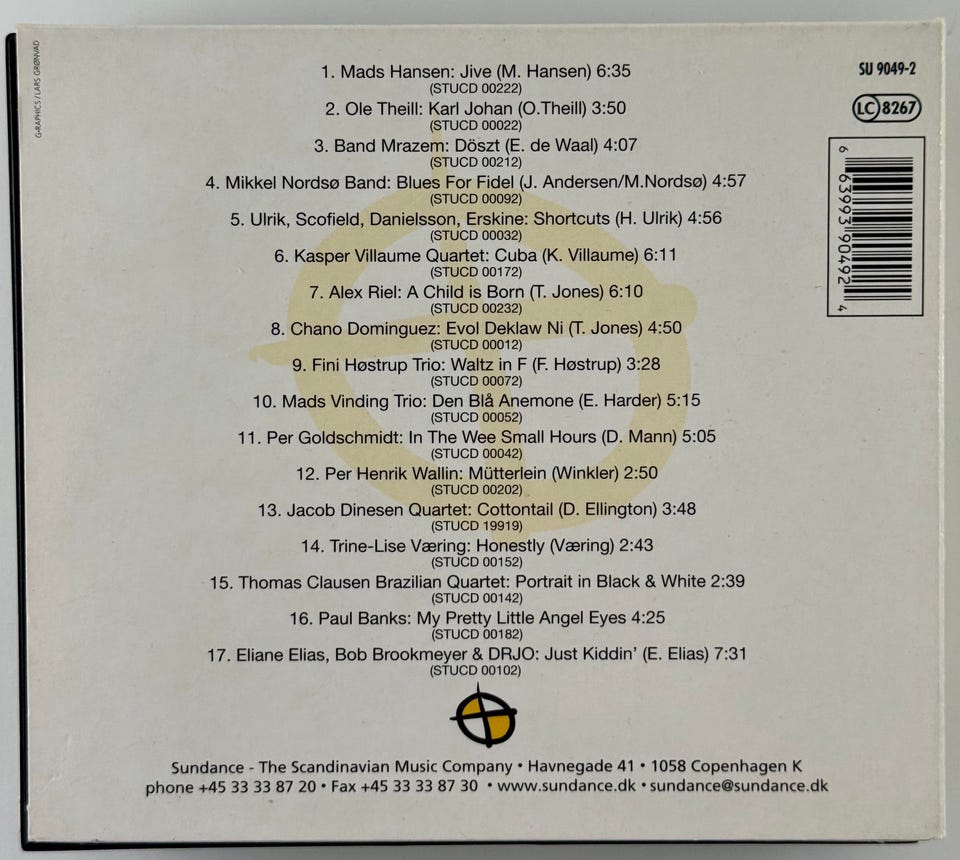 G•RAPHICS / LARS GRØNVAD
1. Mads Hansen: Jive (M. Hansen) 6:35
(STUCD 00222)
2. Ole Theill: Karl Johan (O.Theill) 3:50
(STUCD 00022)
3. Band Mrazem: Döszt (E. de Waal) 4:07
(STUCD 00212)
4. Mikkel Nordsø Band: Blues For Fidel (J. Andersen/M.Nordsø) 4:57
(STUCD 00092)
5. Ulrik, Scofield, Danielsson, Erskine: Shortcuts (H. Ulrik) 4:56
(STUCD 00032)
6. Kasper Villaume Quartet: Cuba (K. Villaume) 6:11
(STUCD 00172)
7. Alex Riel: A Child is Born (T. Jones) 6:10
(STUCD 00232)
8. Chano Dominguez: Evol Deklaw Ni (T. Jones) 4:50
(STUCD 00012)
9. Fini Høstrup Trio: Waltz in F (F. Høstrup) 3:28
(STUCD 00072)
10. Mads Vinding Trio: Den Blå Anemone (E. Harder) 5:15
(STUCD 00052)
11. Per Goldschmidt: In The Wee Small Hours (D. Mann) 5:05
(STUCD 00042)
12. Per Henrik Wallin: Mütterlein (Winkler) 2:50
(STUCD 00202)
13. Jacob Dinesen Quartet: Cottontail (D. Ellington) 3:48
(STUCD 19919)
14. Trine-Lise Væring: Honestly (Væring) 2:43
(STUCD 00152)
15. Thomas Clausen Brazilian Quartet: Portrait in Black & White 2:39
(STUCD 00142)
16. Paul Banks: My Pretty Little Angel Eyes 4:25
(STUCD 00182)
17. Eliane Elias, Bob Brookmeyer & DRJO: Just Kiddin' (E. Elias) 7:31
(STUCD 00102)
SU 9049-2
LC 8267
6 63993 90492 4
Sundance - The Scandinavian Music Company • Havnegade 41 • 1058 Copenhagen K
phone +45 33 33 87 20 • Fax +45 33 33 87 30 • www.sundance.dk • sundance@sundance.dk